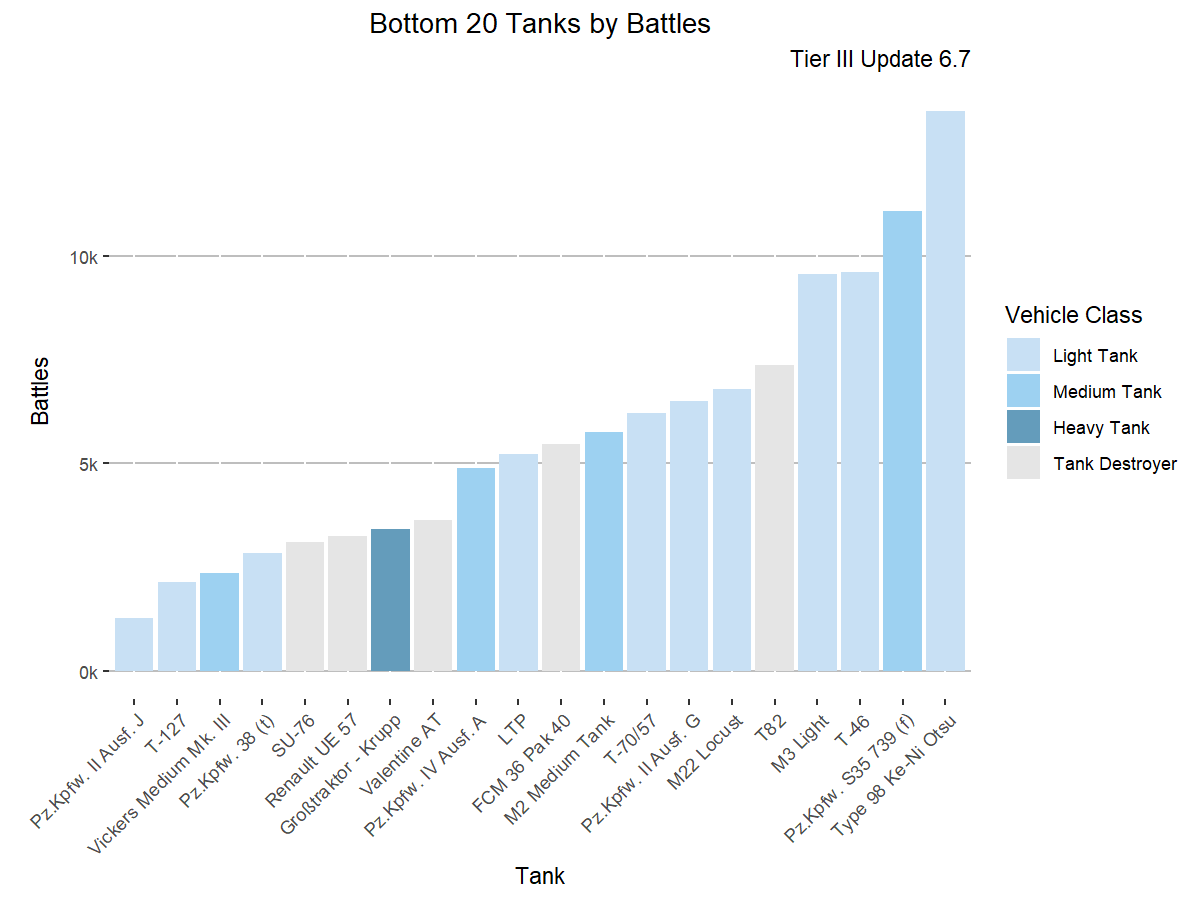 Bottom 20 Tanks by Battles
Tier III Update 6.7
Battles
10k
5k
0k
Pz.Kpfw. II Ausf. J
T-127
Vickers Medium Mk. III
Pz.Kpfw. 38 (t)
SU-76
Renault UE 57
Großtraktor - Krupp
Valentine AT
Pz.Kpfw. IV Ausf. A
LTP
FCM 36 Pak 40
M2 Medium Tank
T-70/57
Pz.Kpfw. II Ausf. G
M22 Locust
T82
M3 Light
T-46
Pz.Kpfw. S35 739 (f)
Type 98 Ke-Ni Otsu
Tank
Vehicle Class
Light Tank
Medium Tank
Heavy Tank
Tank Destroyer